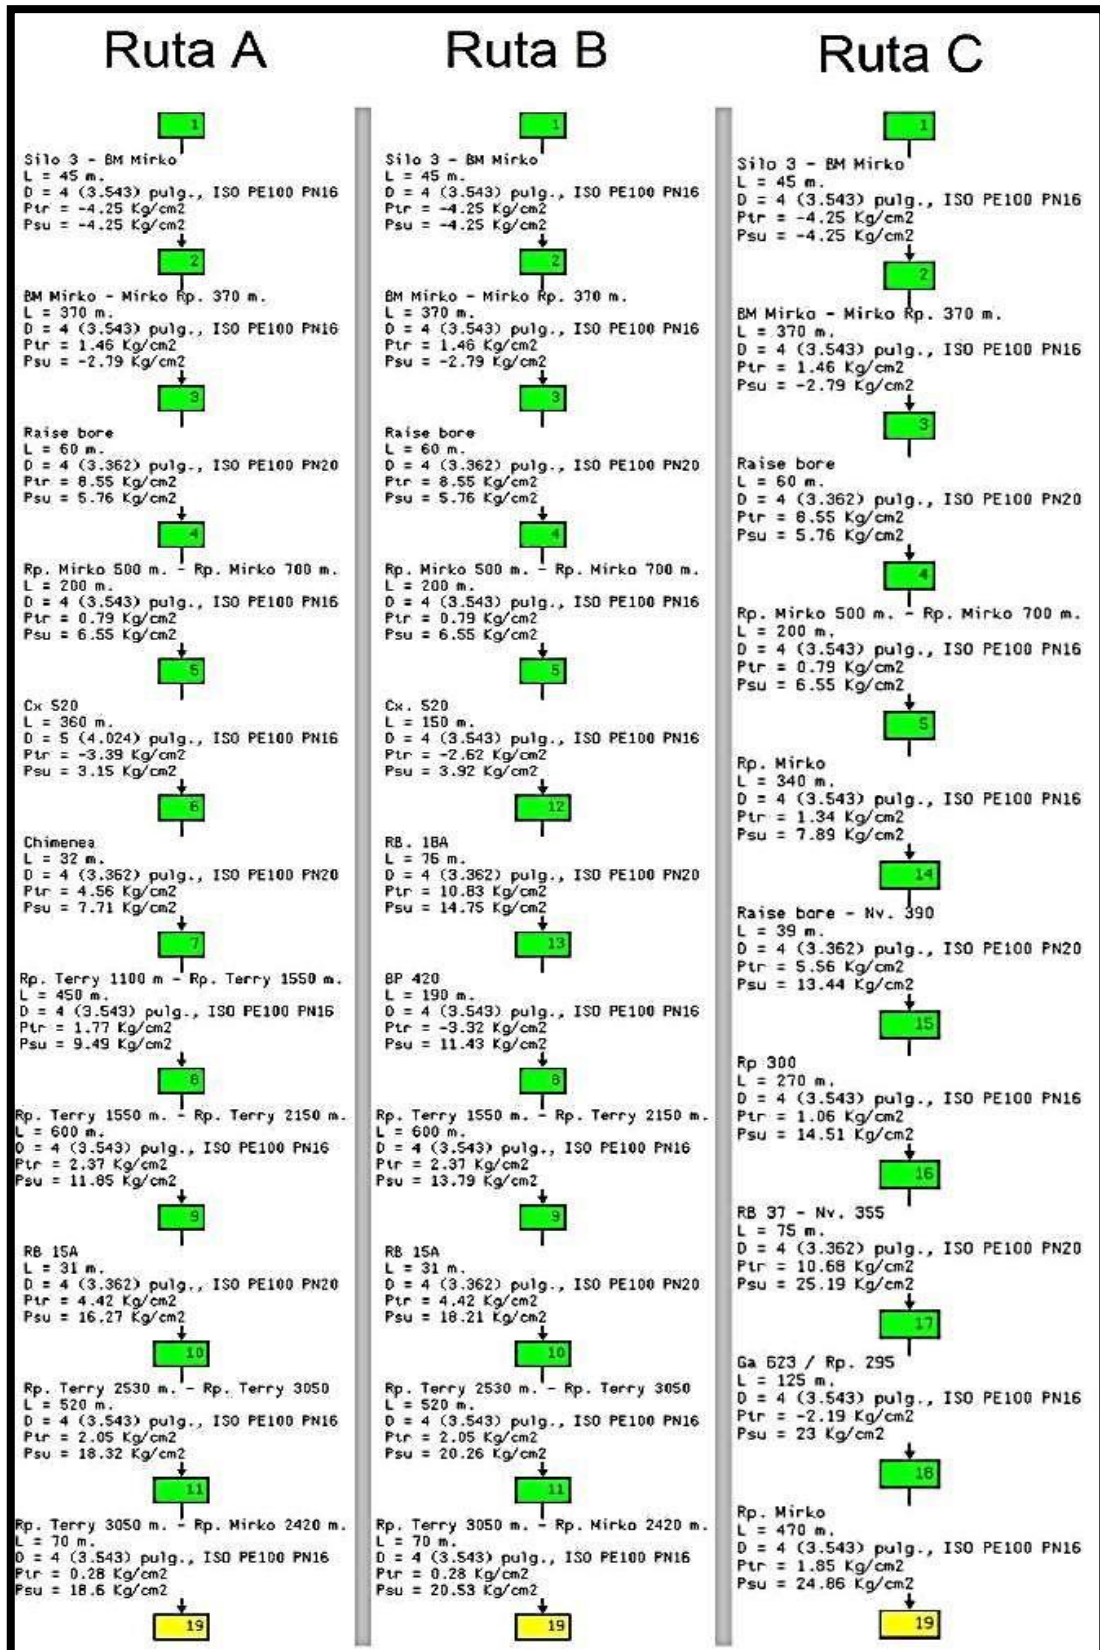 Ruta A
1
Silo 3 - BM Mirko
L = 45 m.
D = 4 (3.543) pulg., ISO PE100 PN16
Ptr = -4.25 Kg/cm2
Psu = -4.25 Kg/cm2
2
BM Mirko - Mirko Rp. 370 m.
L = 370 m.
D = 4 (3.543) pulg., ISO PE100 PN16
Ptr = 1.46 Kg/cm2
Psu = -2.79 Kg/cm2
3
Raise bore
L = 60 m.
D = 4 (3.362) pulg., ISO PE100 PN20
Ptr = 8.55 Kg/cm2
Psu = 5.76 Kg/cm2
4
Rp. Mirko 500 m. - Rp. Mirko 700 m.
L = 200 m.
D = 4 (3.543) pulg., ISO PE100 PN16
Ptr = 0.79 Kg/cm2
Psu = 6.55 Kg/cm2
5
Cx 520
L = 360 m.
D = 5 (4.024) pulg., ISO PE100 PN16
Ptr = -3.39 Kg/cm2
Psu = 3.15 Kg/cm2
6
Chimenea
L = 32 m.
D = 4 (3.362) pulg., ISO PE100 PN20
Ptr = 4.56 Kg/cm2
Psu = 7.71 Kg/cm2
7
Rp. Terry 1100 m - Rp. Terry 1550 m.
L = 450 m.
D = 4 (3.543) pulg., ISO PE100 PN16
Ptr = 1.77 Kg/cm2
Psu = 9.49 Kg/cm2
8
Rp. Terry 1550 m. - Rp. Terry 2150 m.
L = 600 m.
D = 4 (3.543) pulg., ISO PE100 PN16
Ptr = 2.37 Kg/cm2
Psu = 11.85 Kg/cm2
9
RB 15A
L = 31 m.
D = 4 (3.362) pulg., ISO PE100 PN20
Ptr = 4.42 Kg/cm2
Psu = 16.27 Kg/cm2
10
Rp. Terry 2530 m. - Rp. Terry 3050
L = 520 m.
D = 4 (3.543) pulg., ISO PE100 PN16
Ptr = 2.05 Kg/cm2
Psu = 18.32 Kg/cm2
11
Rp. Terry 3050 m. - Rp. Mirko 2420 m.
L = 70 m.
D = 4 (3.543) pulg., ISO PE100 PN16
Ptr = 0.28 Kg/cm2
Psu = 18.6 Kg/cm2
19
Ruta B
1
Silo 3 - BM Mirko
L = 45 m.
D = 4 (3.543) pulg., ISO PE100 PN16
Ptr = -4.25 Kg/cm2
Psu = -4.25 Kg/cm2
2
BM Mirko - Mirko Rp. 370 m.
L = 370 m.
D = 4 (3.543) pulg., ISO PE100 PN16
Ptr = 1.46 Kg/cm2
Psu = -2.79 Kg/cm2
3
Raise bore
L = 60 m.
D = 4 (3.362) pulg., ISO PE100 PN20
Ptr = 8.55 Kg/cm2
Psu = 5.76 Kg/cm2
4
Rp. Mirko 500 m. - Rp. Mirko 700 m.
L = 200 m.
D = 4 (3.543) pulg., ISO PE100 PN16
Ptr = 0.79 Kg/cm2
Psu = 6.55 Kg/cm2
5
Cx. 520
L = 150 m.
D = 4 (3.543) pulg., ISO PE100 PN16
Ptr = -2.62 Kg/cm2
Psu = 3.92 Kg/cm2
12
RB. 18A
L = 76 m.
D = 4 (3.362) pulg., ISO PE100 PN20
Ptr = 10.83 Kg/cm2
Psu = 14.75 Kg/cm2
13
BP 420
L = 190 m.
D = 4 (3.543) pulg., ISO PE100 PN16
Ptr = -3.32 Kg/cm2
Psu = 11.43 Kg/cm2
8
Rp. Terry 1550 m. - Rp. Terry 2150 m.
L = 600 m.
D = 4 (3.543) pulg., ISO PE100 PN16
Ptr = 2.37 Kg/cm2
Psu = 13.79 Kg/cm2
9
RB 15A
L = 31 m.
D = 4 (3.362) pulg., ISO PE100 PN20
Ptr = 4.42 Kg/cm2
Psu = 18.21 Kg/cm2
10
Rp. Terry 2530 m. - Rp. Terry 3050
L = 520 m.
D = 4 (3.543) pulg., ISO PE100 PN16
Ptr = 2.05 Kg/cm2
Psu = 20.26 Kg/cm2
11
Rp. Terry 3050 m. - Rp. Mirko 2420 m.
L = 70 m.
D = 4 (3.543) pulg., ISO PE100 PN16
Ptr = 0.28 Kg/cm2
Psu = 20.53 Kg/cm2
19
Ruta C
1
Silo 3 - BM Mirko
L = 45 m.
D = 4 (3.543) pulg., ISO PE100 PN16
Ptr = -4.25 Kg/cm2
Psu = -4.25 Kg/cm2
2
BM Mirko - Mirko Rp. 370 m.
L = 370 m.
D = 4 (3.543) pulg., ISO PE100 PN16
Ptr = 1.46 Kg/cm2
Psu = -2.79 Kg/cm2
3
Raise bore
L = 60 m.
D = 4 (3.362) pulg., ISO PE100 PN20
Ptr = 8.55 Kg/cm2
Psu = 5.76 Kg/cm2
4
Rp. Mirko 500 m. - Rp. Mirko 700 m.
L = 200 m.
D = 4 (3.543) pulg., ISO PE100 PN16
Ptr = 0.79 Kg/cm2
Psu = 6.55 Kg/cm2
5
Rp. Mirko
L = 340 m.
D = 4 (3.543) pulg., ISO PE100 PN16
Ptr = 1.34 Kg/cm2
Psu = 7.89 Kg/cm2
14
Raise bore - Nv. 390
L = 39 m.
D = 4 (3.362) pulg., ISO PE100 PN20
Ptr = 5.56 Kg/cm2
Psu = 13.44 Kg/cm2
15
Rp 300
L = 270 m.
D = 4 (3.543) pulg., ISO PE100 PN16
Ptr = 1.06 Kg/cm2
Psu = 14.51 Kg/cm2
16
RB 37 - Nv. 355
L = 75 m.
D = 4 (3.362) pulg., ISO PE100 PN20
Ptr = 10.68 Kg/cm2
Psu = 25.19 Kg/cm2
17
Ga 623 / Rp. 295
L = 125 m.
D = 4 (3.543) pulg., ISO PE100 PN16
Ptr = -2.19 Kg/cm2
Psu = 23 Kg/cm2
18
Rp. Mirko
L = 470 m.
D = 4 (3.543) pulg., ISO PE100 PN16
Ptr = 1.85 Kg/cm2
Psu = 24.86 Kg/cm2
19